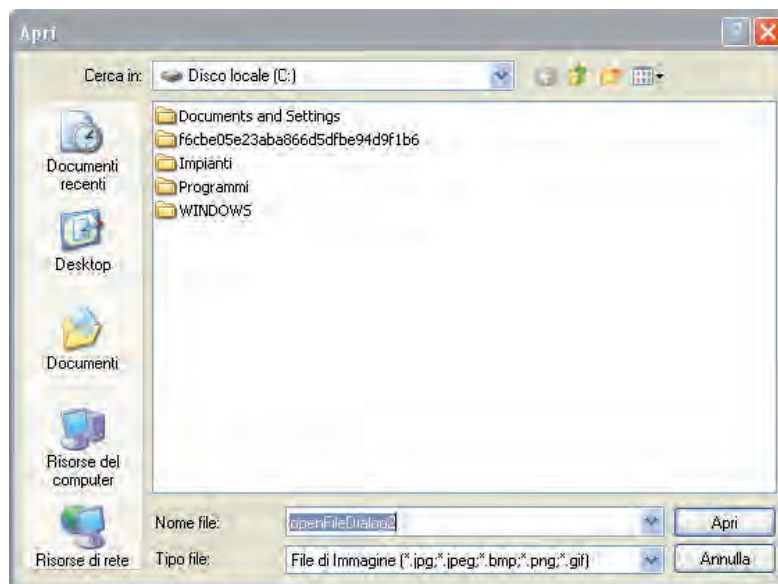 Apri
Cerca in:
Disco locale (C:)
Documents and Settings
f6cbe05e23aba866d5dfbe94d9f1b6
Impianti
Programmi
WINDOWS
Documenti
recenti
Desktop
Documenti
Risorse del
computer
Risorse di rete
Nome file:
openFileDialog2
Apri
Tipo file:
File di Immagine (*.jpg;*.jpeg;*.bmp;*.png;*.gif)
Annulla